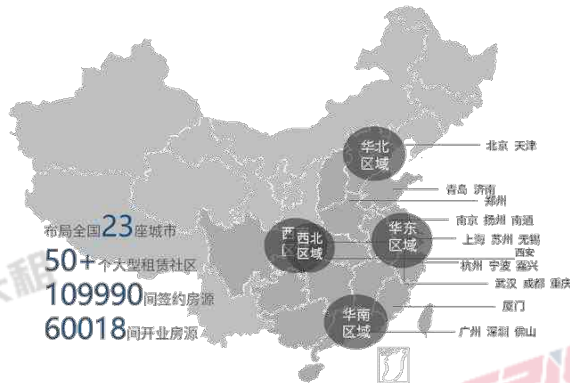 华北
区域
北京 天津
青岛 济南
郑州
南京 扬州 南通
华东
区域
上海 苏州 无锡
西安
杭州 宁波 嘉兴
西北
区域
武汉 成都 重庆
厦门
华南
区域
广州 深圳 佛山
布局全国23座城市
50+个大型租赁社区
109990间签约房源
60018间开业房源